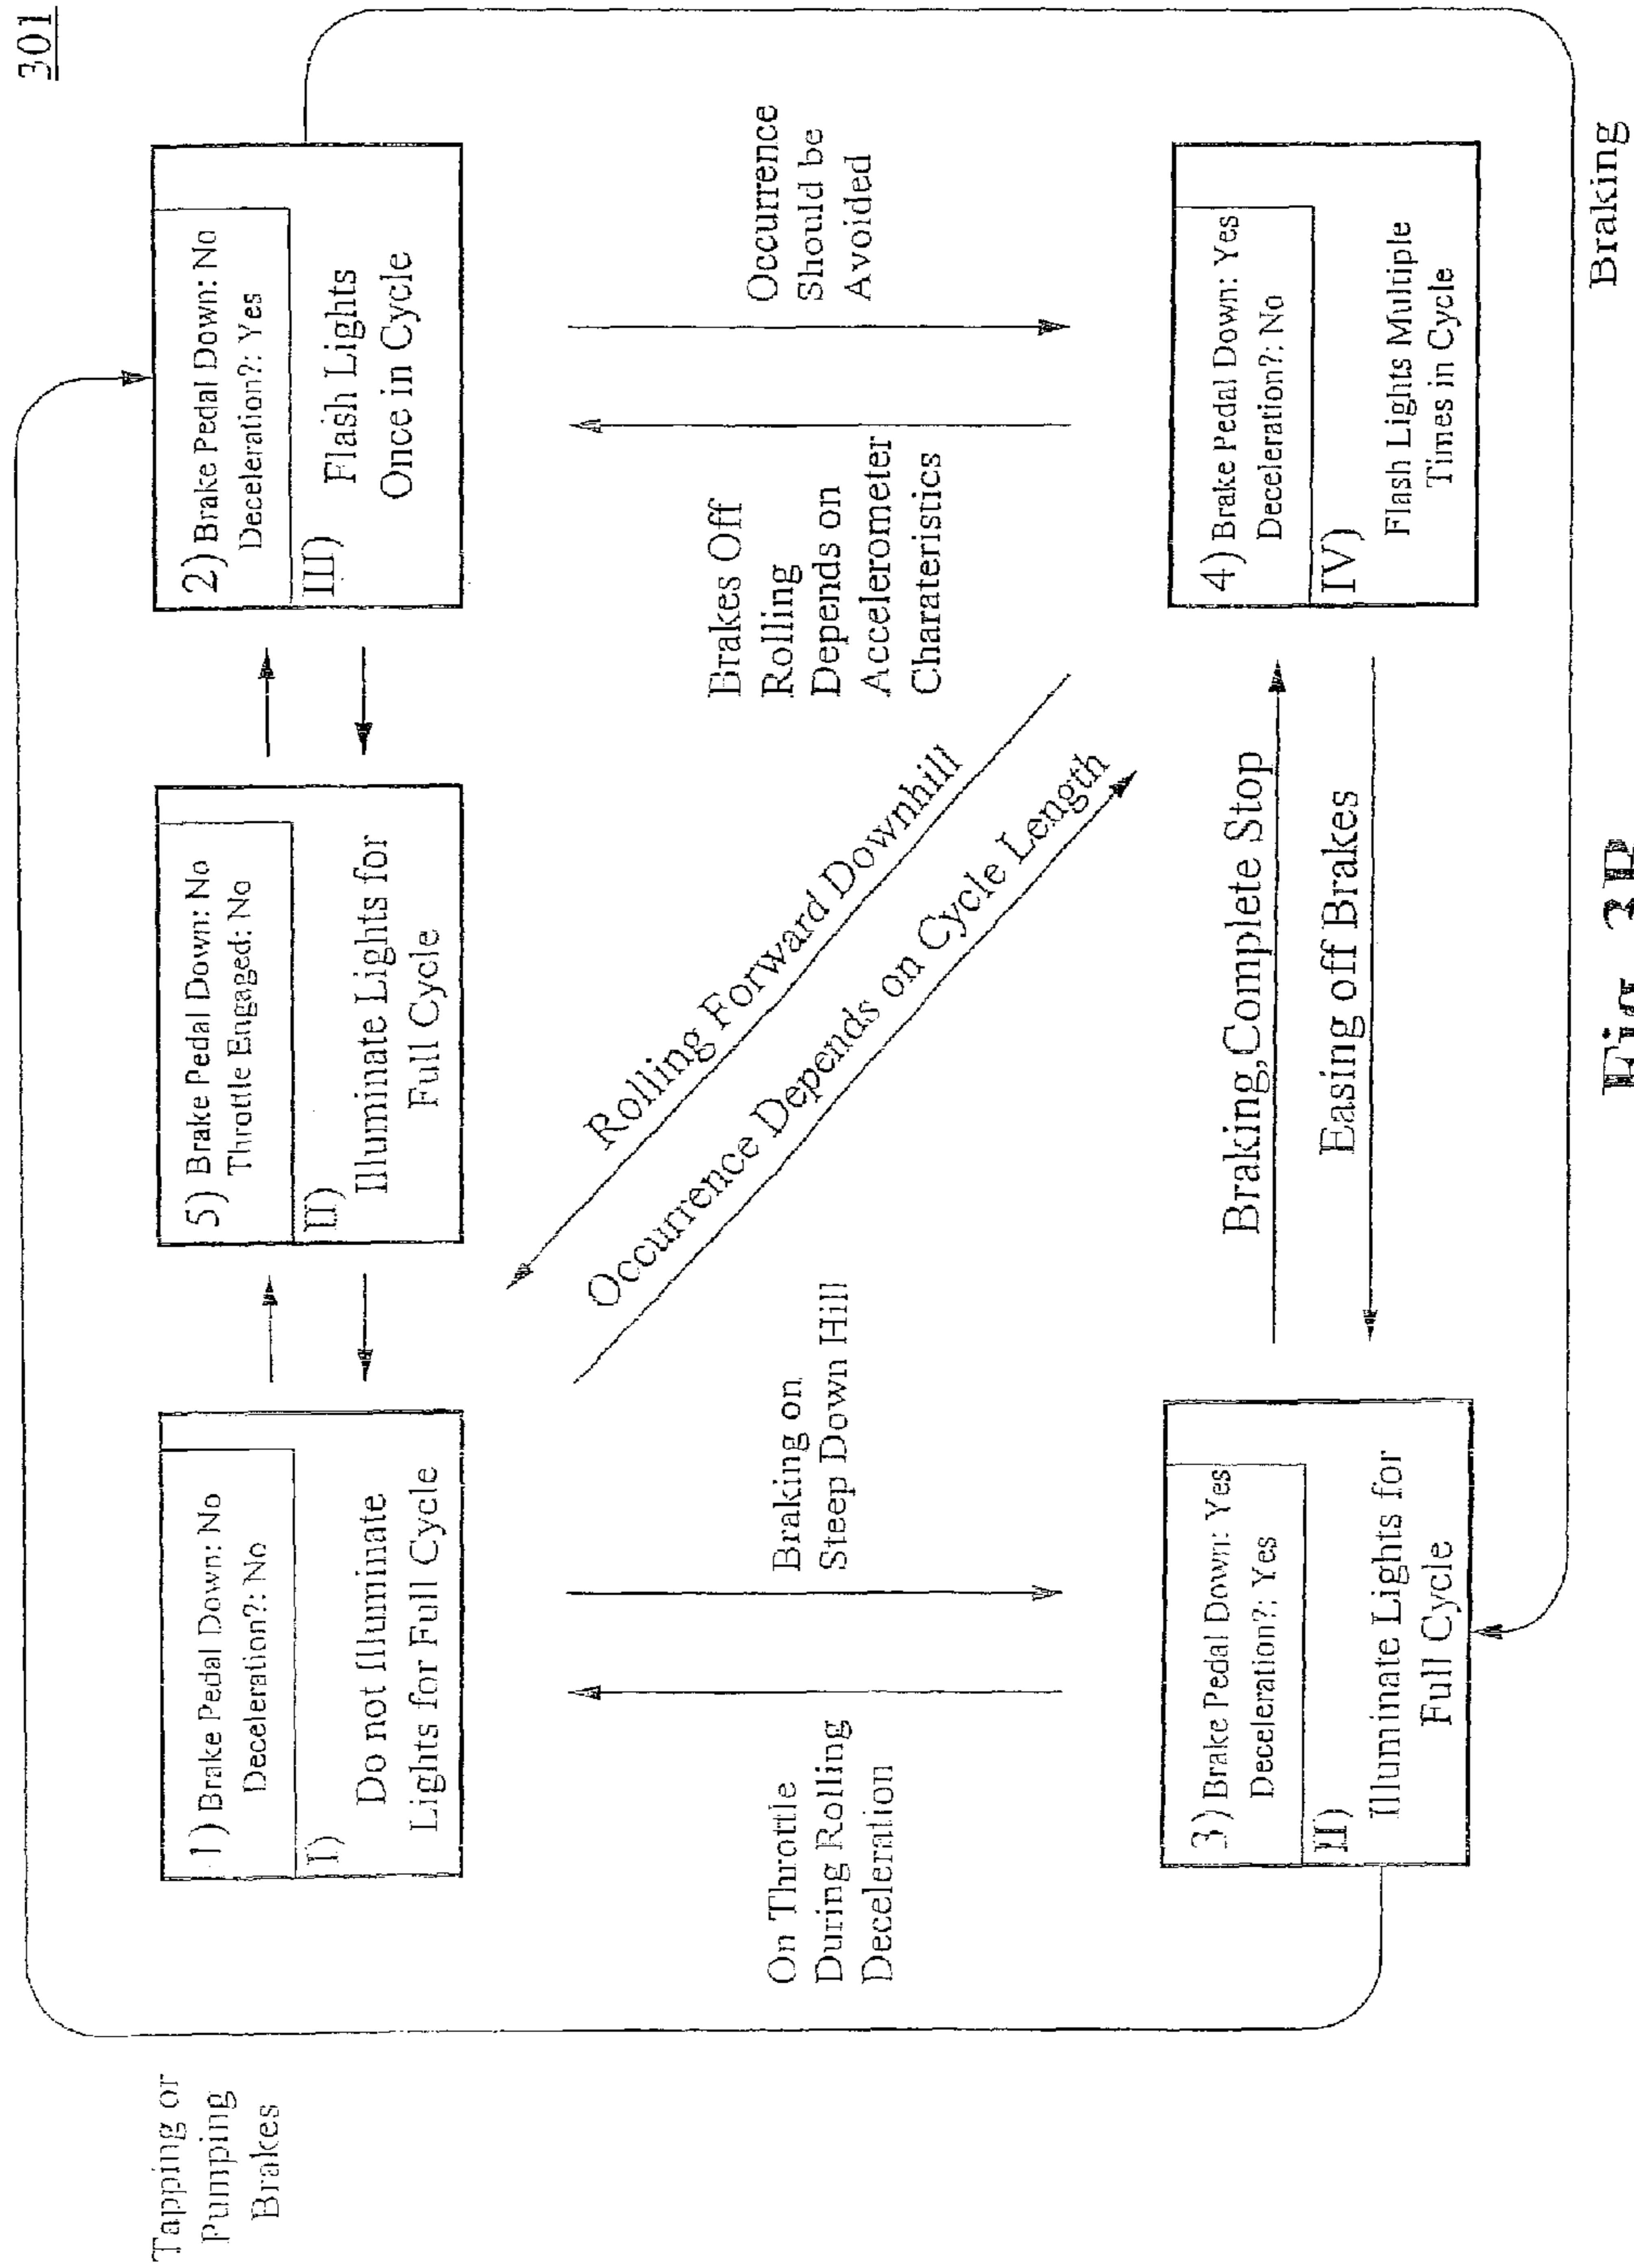 301
Tapping or
Pumping
Brakes
1) Brake Pedal Down: No
Deceleration?: No
I)
Do not Illuminate
Lights for Full Cycle
5) Brake Pedal Down: No
Throttle Engaged: No
II)
Illuminate Lights for
Full Cycle
2) Brake Pedal Down: No
Deceleration?: Yes
III)
Flash Lights
Once in Cycle
On Throttle
During Rolling
Deceleration
Braking on
Steep Down Hill
Rolling Forward Downhill
Occurrence Depends on Cycle Length
Brakes Off
Rolling
Depends on
Accelerometer
Charateristics
Occurrence
Should be
Avoided
3) Brake Pedal Down: Yes
Deceleration?: Yes
II)
Illuminate Lights for
Full Cycle
Braking,Complete Stop
Easing off Brakes
4) Brake Pedal Down: Yes
Deceleration?: No
IV)
Flash Lights Multiple
Times in Cycle
Braking